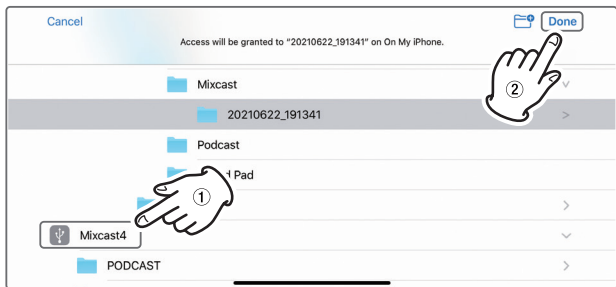 Cancel
Done
Access will be granted to “20210622_191341” on On My iPhone.
Mixcast
②
20210622_191341
Podcast
d Pad
①
Mixcast4
PODCAST